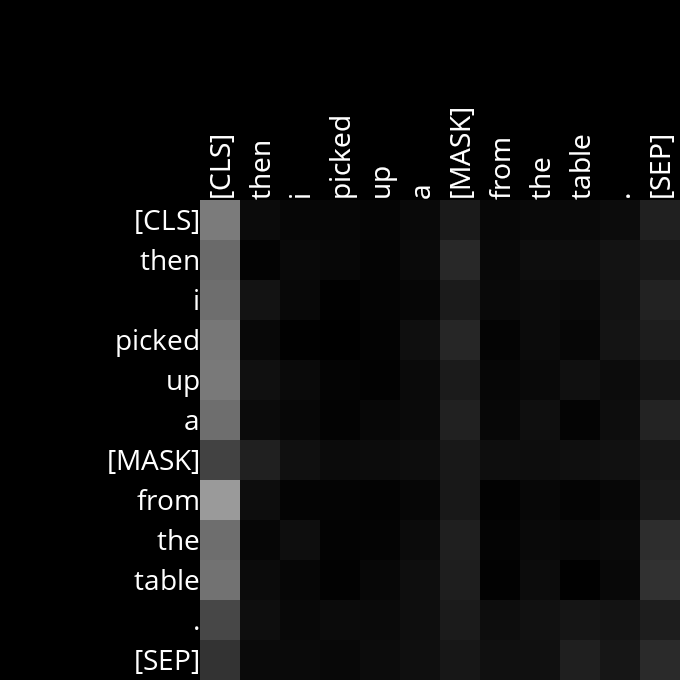 [CLS] then i picked up a [MASK] from the table . [SEP]
[CLS]
then
i
picked
up
a
[MASK]
from
the
table
.
[SEP]